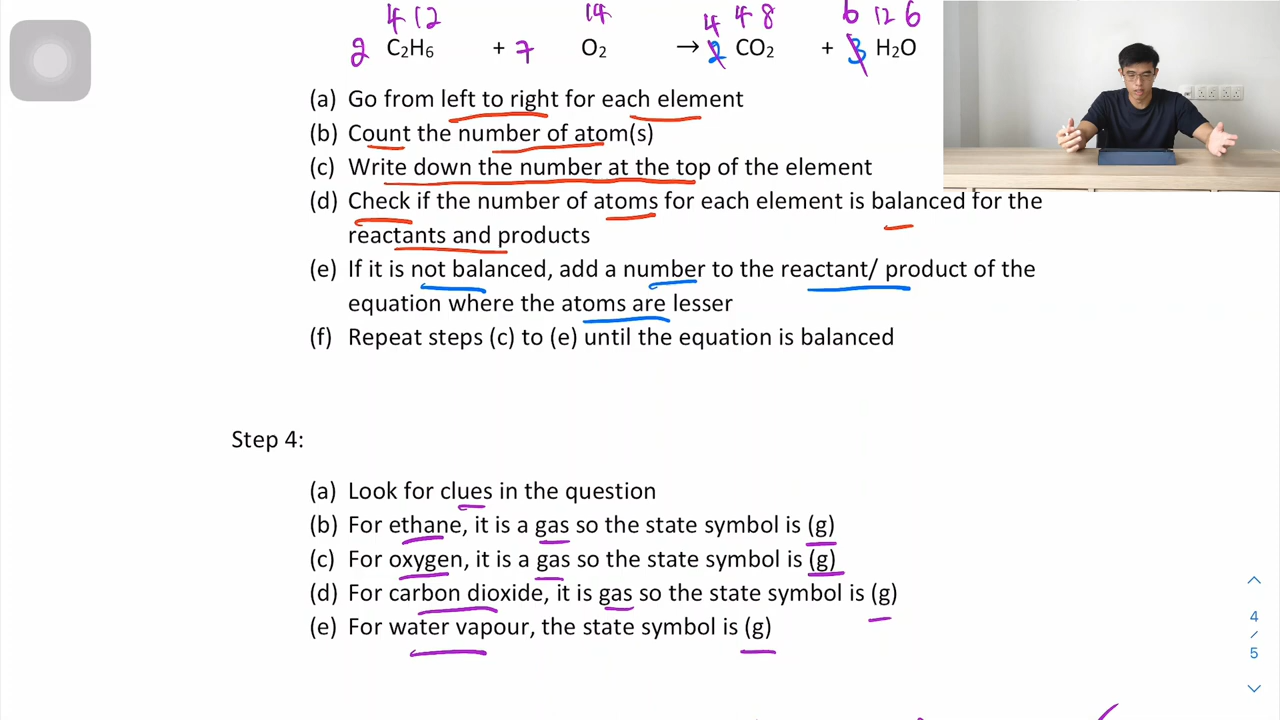 4 12 14 4 4 8 6 12 6
2 C2H6 + 7 O2 → 2 CO2 + 3 H2O
(a) Go from left to right for each element
(b) Count the number of atom(s)
(c) Write down the number at the top of the element
(d) Check if the number of atoms for each element is balanced for the
reactants and products
(e) If it is not balanced, add a number to the reactant/ product of the
equation where the atoms are lesser
(f) Repeat steps (c) to (e) until the equation is balanced
Step 4:
(a) Look for clues in the question
(b) For ethane, it is a gas so the state symbol is (g)
(c) For oxygen, it is a gas so the state symbol is (g)
(d) For carbon dioxide, it is gas so the state symbol is (g)
(e) For water vapour, the state symbol is (g)
4
/
5